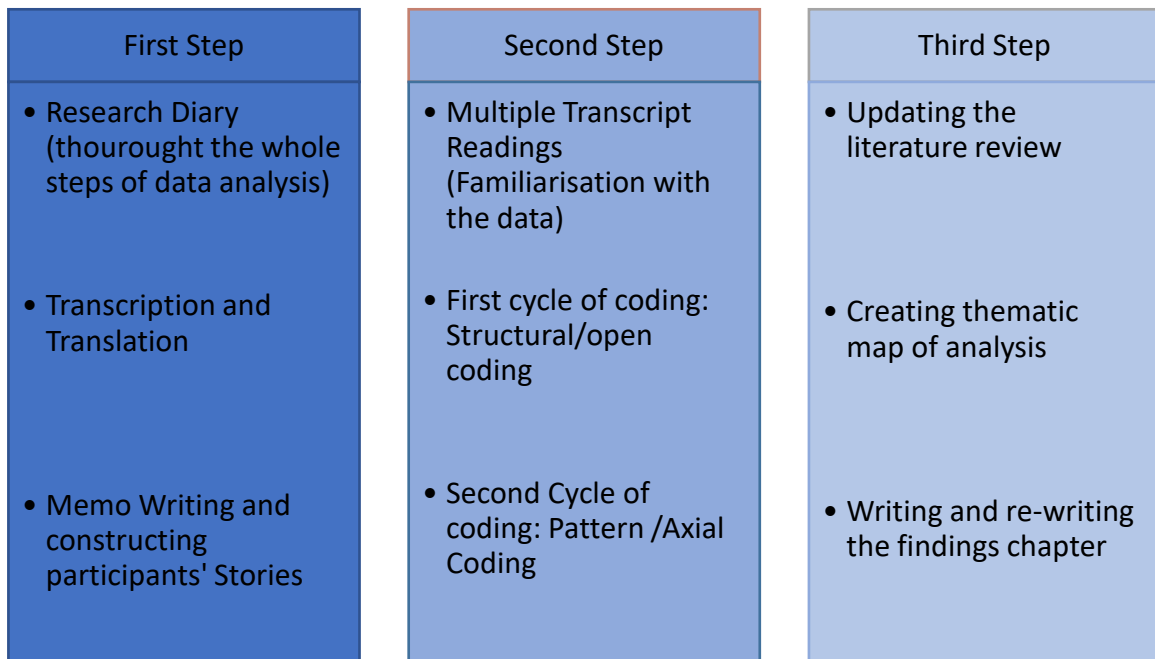 First Step
• Research Diary
(thourought the whole
steps of data analysis)
• Transcription and
Translation
• Memo Writing and
constructing
participants' Stories
Second Step
• Multiple Transcript
Readings
(Familiarisation with
the data)
• First cycle of coding:
Structural/open
coding
• Second Cycle of
coding: Pattern /Axial
Coding
Third Step
• Updating the
literature review
• Creating thematic
map of analysis
• Writing and re-writing
the findings chapter